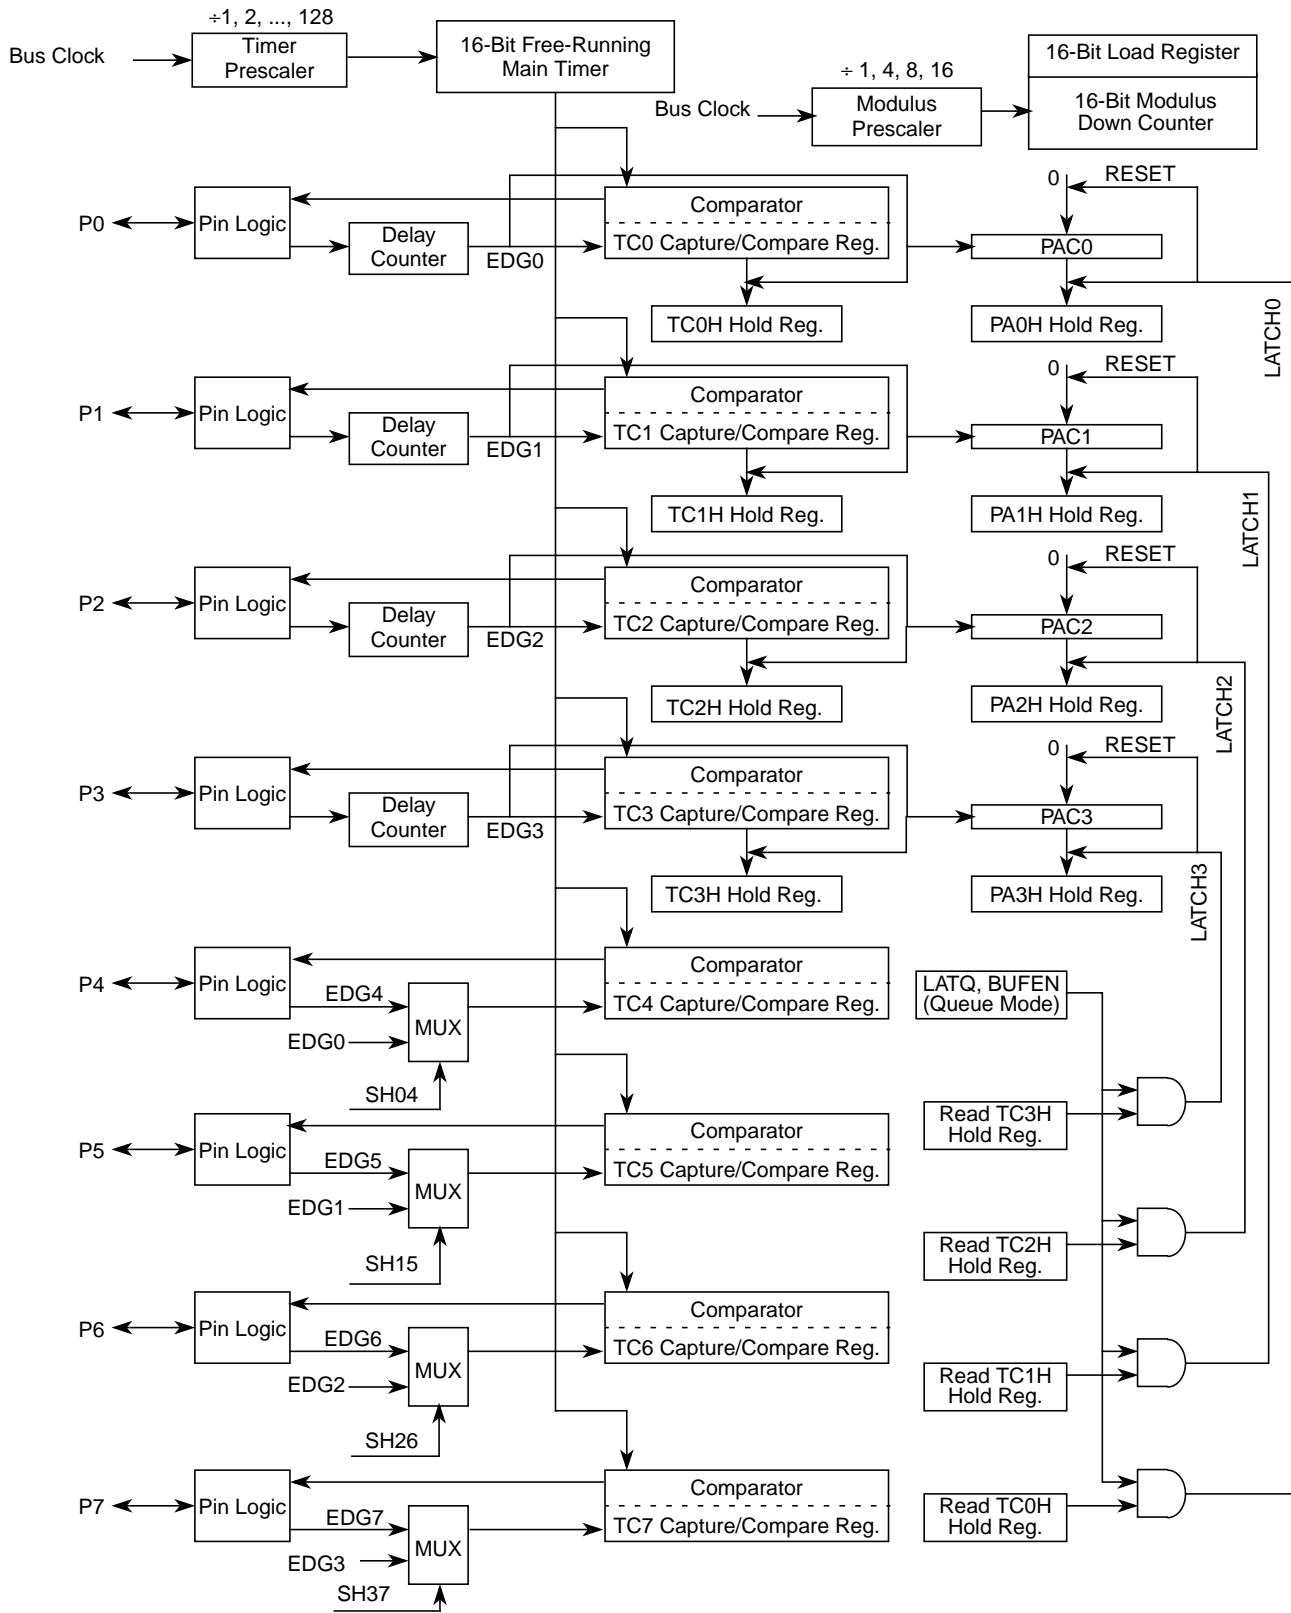 ÷1, 2, ..., 128
Bus Clock
Timer
Prescaler
16-Bit Free-Running
Main Timer
÷ 1, 4, 8, 16
Bus Clock
Modulus
Prescaler
16-Bit Load Register
16-Bit Modulus
Down Counter
P0
Pin Logic
Delay
Counter
EDG0
Comparator
TC0 Capture/Compare Reg.
TC0H Hold Reg.
0
RESET
PAC0
PA0H Hold Reg.
LATCH0
P1
Pin Logic
Delay
Counter
EDG1
Comparator
TC1 Capture/Compare Reg.
TC1H Hold Reg.
0
RESET
PAC1
PA1H Hold Reg.
LATCH1
P2
Pin Logic
Delay
Counter
EDG2
Comparator
TC2 Capture/Compare Reg.
TC2H Hold Reg.
0
RESET
PAC2
PA2H Hold Reg.
LATCH2
P3
Pin Logic
Delay
Counter
EDG3
Comparator
TC3 Capture/Compare Reg.
TC3H Hold Reg.
0
RESET
PAC3
PA3H Hold Reg.
LATCH3
P4
Pin Logic
EDG4
EDG0
MUX
SH04
Comparator
TC4 Capture/Compare Reg.
LATQ, BUFEN
(Queue Mode)
P5
Pin Logic
EDG5
EDG1
MUX
SH15
Comparator
TC5 Capture/Compare Reg.
Read TC3H
Hold Reg.
Read TC2H
Hold Reg.
P6
Pin Logic
EDG6
EDG2
MUX
SH26
Comparator
TC6 Capture/Compare Reg.
Read TC1H
Hold Reg.
P7
Pin Logic
EDG7
EDG3
MUX
SH37
Comparator
TC7 Capture/Compare Reg.
Read TC0H
Hold Reg.